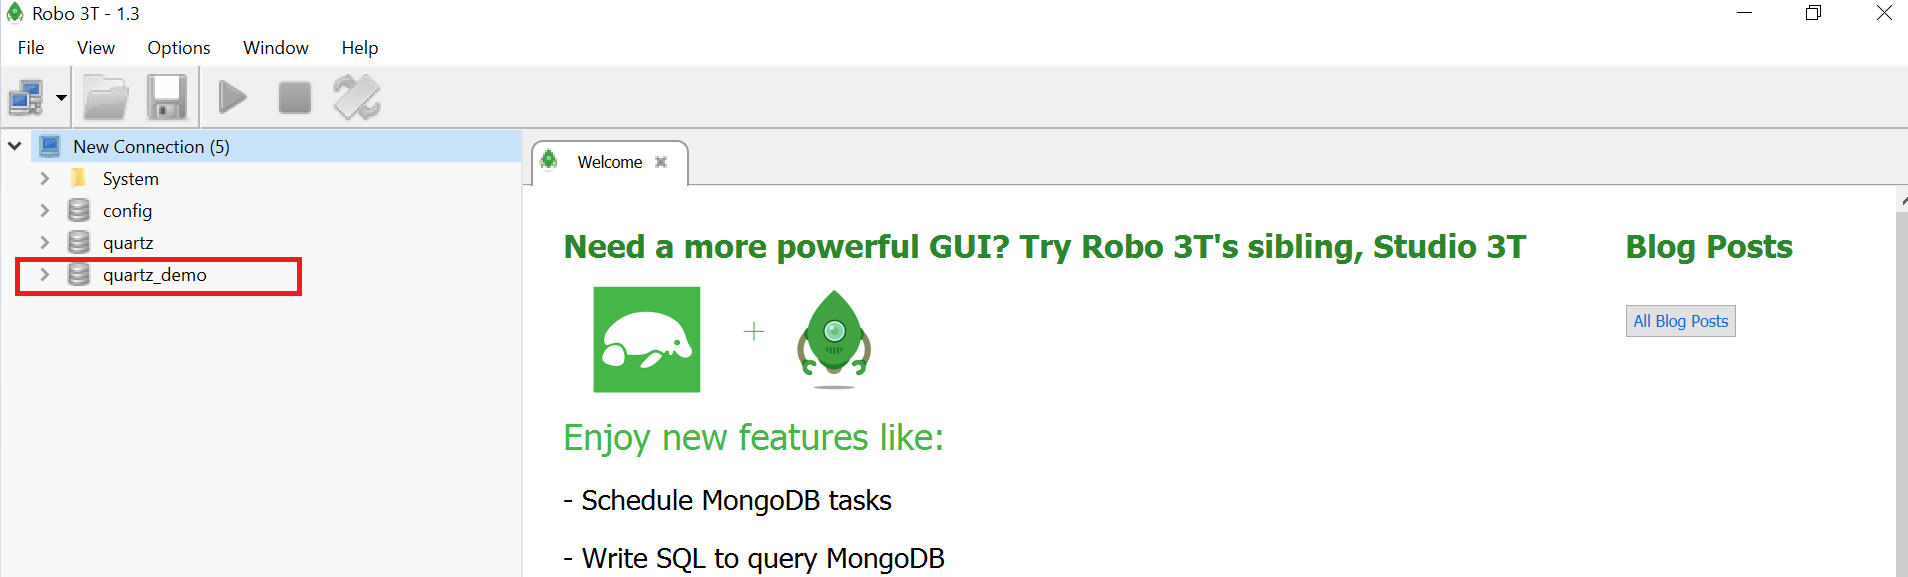 Robo 3T - 1.3
File View Options Window Help
New Connection (5)
System
config
quartz
quartz_demo
Welcome
Need a more powerful GUI? Try Robo 3T's sibling, Studio 3T
Enjoy new features like:
- Schedule MongoDB tasks
- Write SQL to query MongoDB
Blog Posts
All Blog Posts